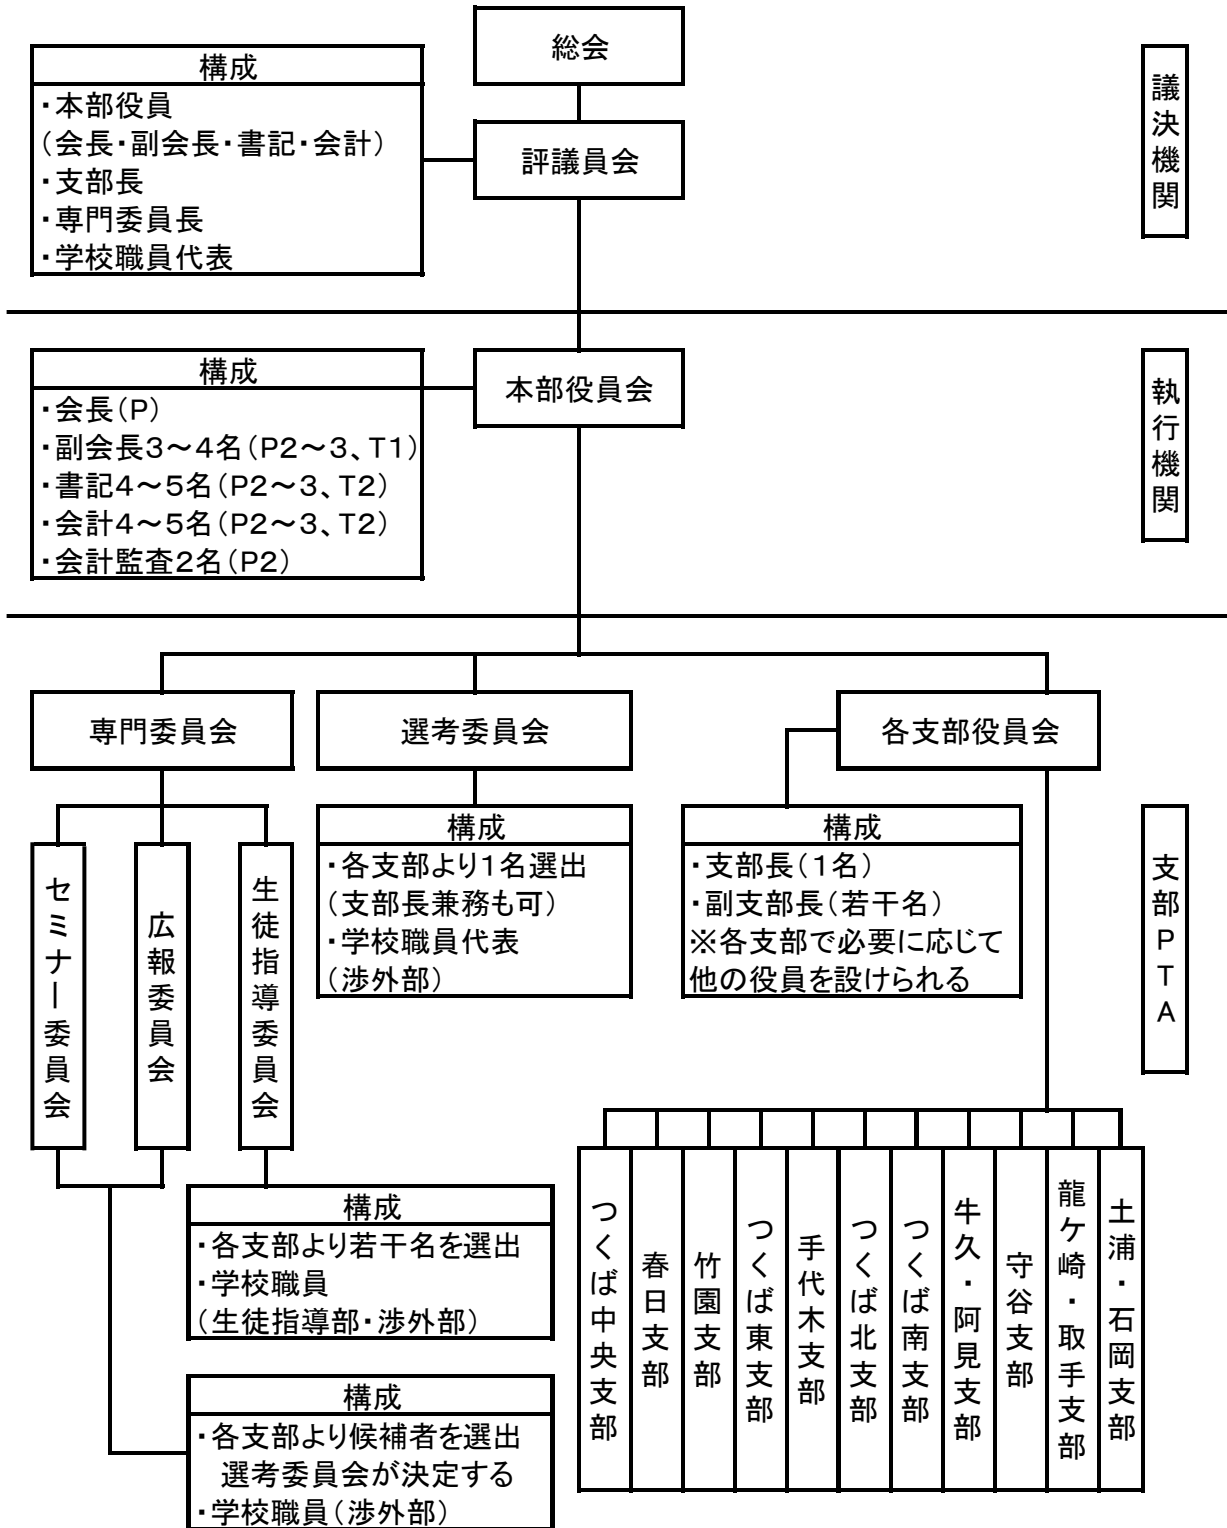 総会
構成
・本部役員
(会長・副会長・書記・会計)
・支部長
・専門委員長
・学校職員代表
評議員会
議決機関
構成
・会長(P)
・副会長3～4名(P2～3、T1)
・書記4～5名(P2～3、T2)
・会計4～5名(P2～3、T2)
・会計監査2名(P2)
本部役員会
執行機関
専門委員会
選考委員会
各支部役員会
セミナー委員会
広報委員会
生徒指導委員会
構成
・各支部より1名選出
(支部長兼務も可)
・学校職員代表
(渉外部)
構成
・支部長(1名)
・副支部長(若干名)
※各支部で必要に応じて
他の役員を設けられる
支部PTA
構成
・各支部より若干名を選出
・学校職員
(生徒指導部・渉外部)
構成
・各支部より候補者を選出
選考委員会が決定する
・学校職員(渉外部)
つくば中央支部
春日支部
竹園支部
つくば東支部
手代木支部
つくば北支部
つくば南支部
牛久・阿見支部
守谷支部
龍ケ崎・取手支部
土浦・石岡支部